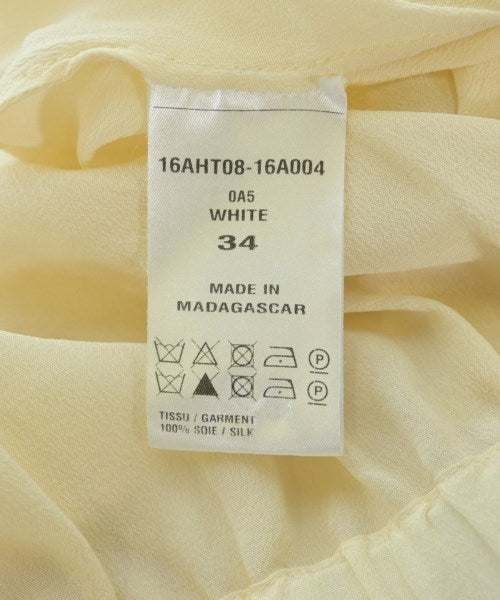 16AHT08-16A004
0A5
WHITE
34
MADE IN
MADAGASCAR
P
P
TISSU / GARMENT
100% SOIE / SILK